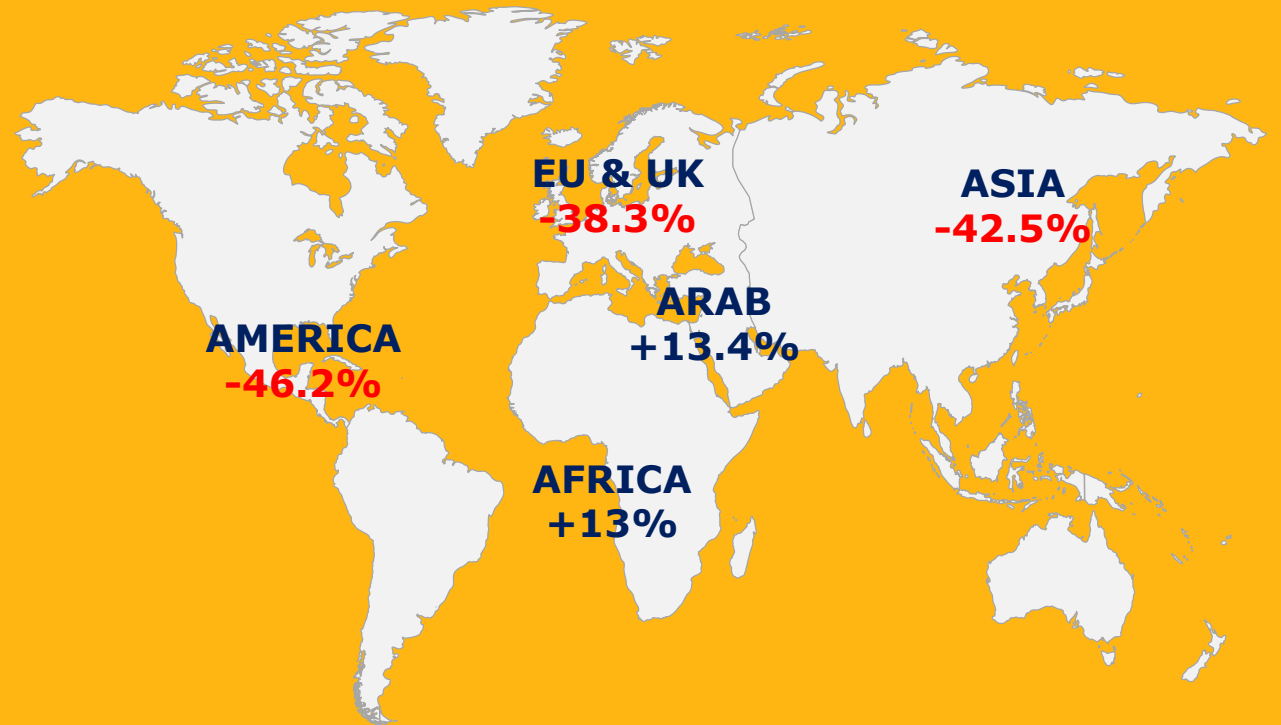 EU & UK
-38.3%
ASIA
-42.5%
ARAB
+13.4%
AMERICA
-46.2%
AFRICA
+13%